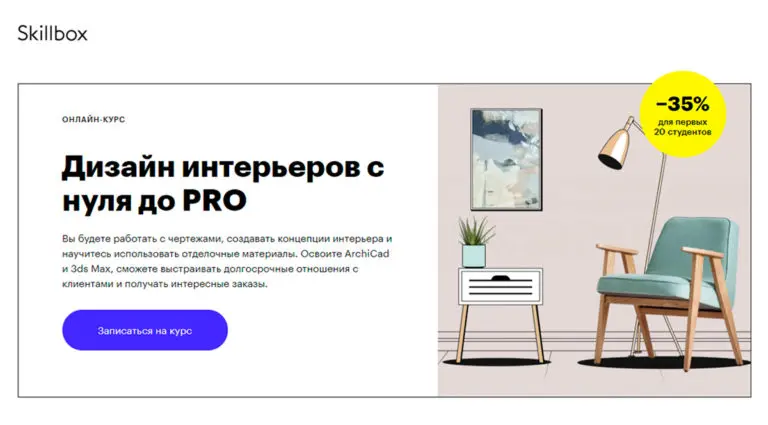 Skillbox
−35%
для первых
20 студентов
ОНЛАЙН-КУРС
Дизайн интерьеров с
нуля до PRO
Вы будете работать с чертежами, создавать концепции интерьера и
научитесь использовать отделочные материалы. Освоите ArchiCad
и 3ds Max, сможете выстраивать долгосрочные отношения с
клиентами и получать интересные заказы.
Записаться на курс